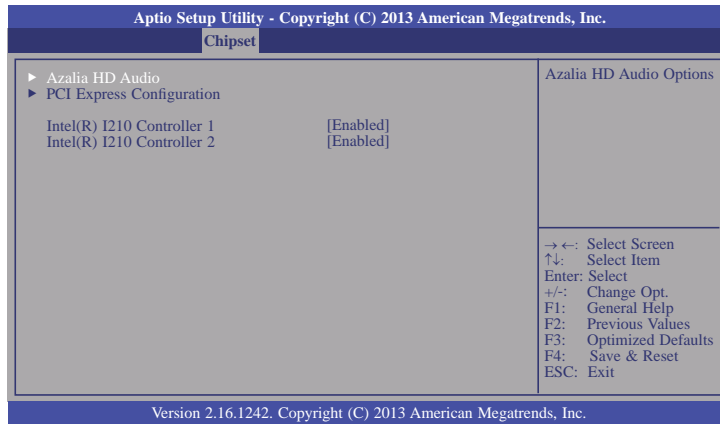 Aptio Setup Utility - Copyright (C) 2013 American Megatrends, Inc.
Chipset
► Azalia HD Audio
► PCI Express Configuration
Intel(R) I210 Controller 1 [Enabled]
Intel(R) I210 Controller 2 [Enabled]
Azalia HD Audio Options
→←: Select Screen
↑↓: Select Item
Enter: Select
+/-: Change Opt.
F1: General Help
F2: Previous Values
F3: Optimized Defaults
F4: Save & Reset
ESC: Exit
Version 2.16.1242. Copyright (C) 2013 American Megatrends, Inc.